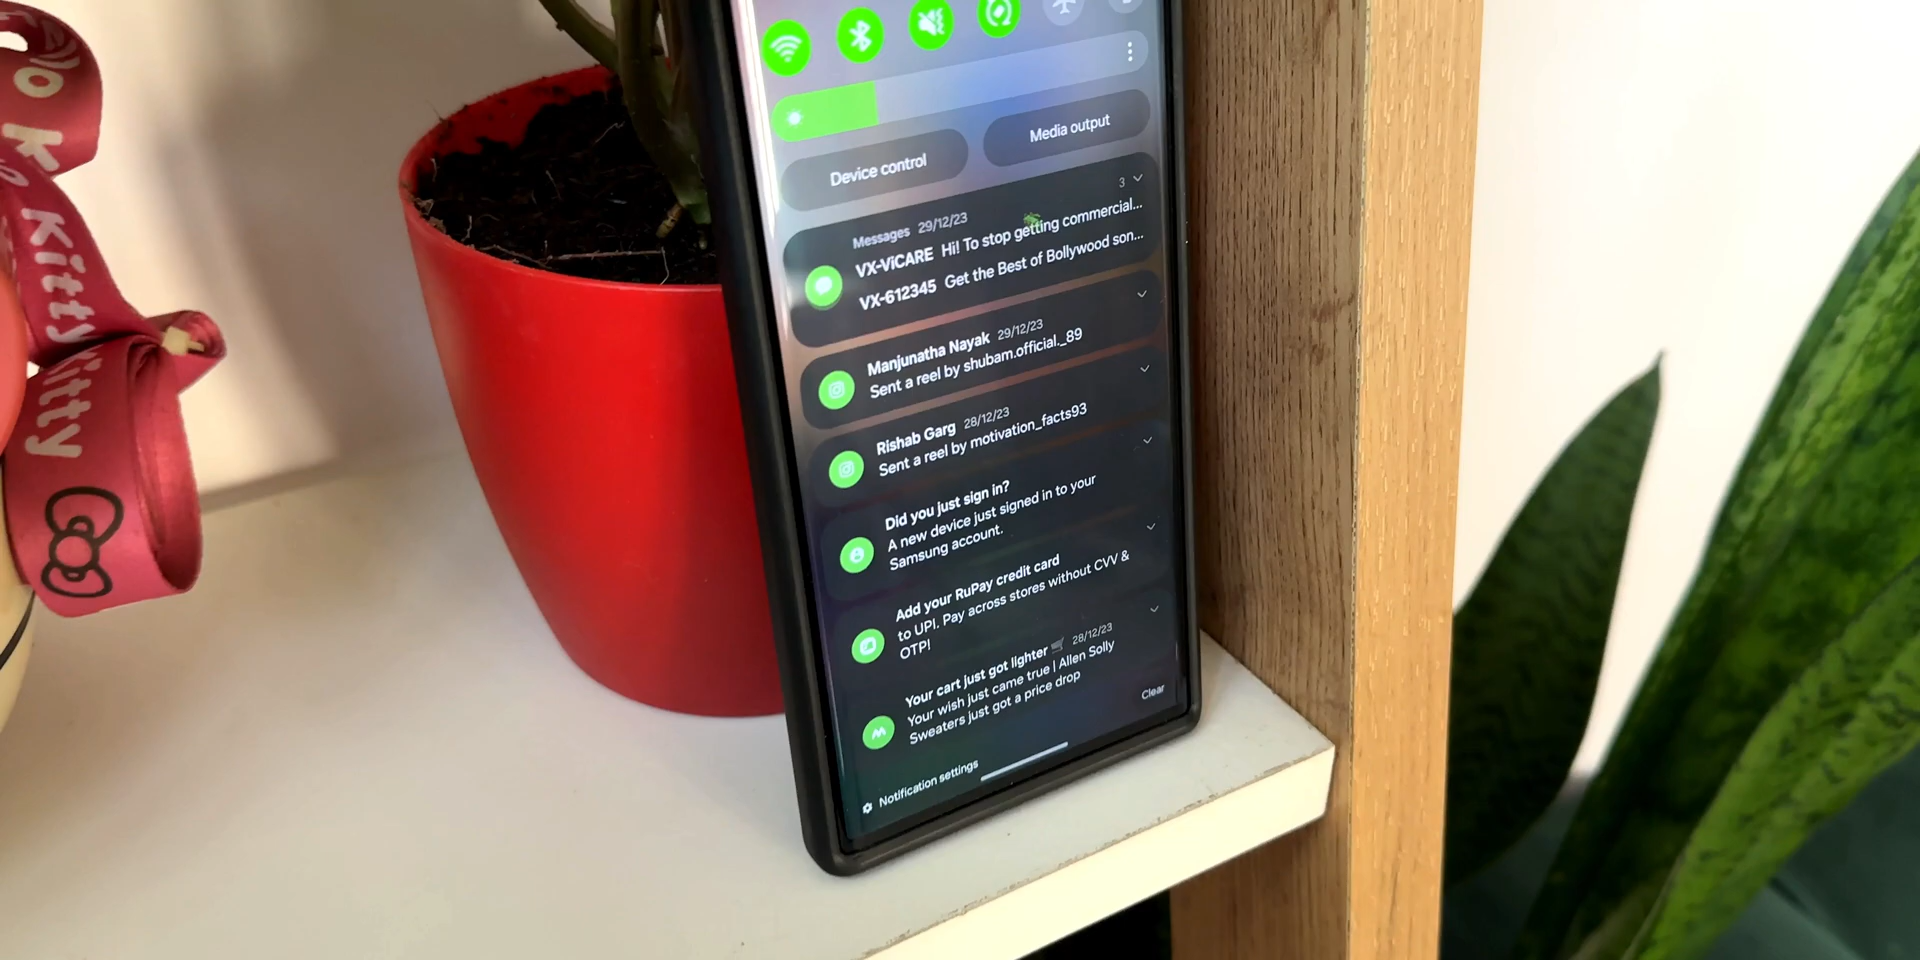 Hello Kitty
Kitty
Device control
Media output
3
Messages 29/12/23
VX-ViCARE Hi! To stop getting commercial...
VX-612345 Get the Best of Bollywood son...
Manjunatha Nayak 29/12/23
Sent a reel by shubam.official._89
Rishab Garg 28/12/23
Sent a reel by motivation_facts93
Did you just sign in?
A new device just signed in to your
Samsung account.
Add your RuPay credit card
to UPI. Pay across stores without CVV &
OTP!
Your cart just got lighter 🛒 28/12/23
Your wish just came true | Allen Solly
Sweaters just got a price drop
Clear
Notification settings